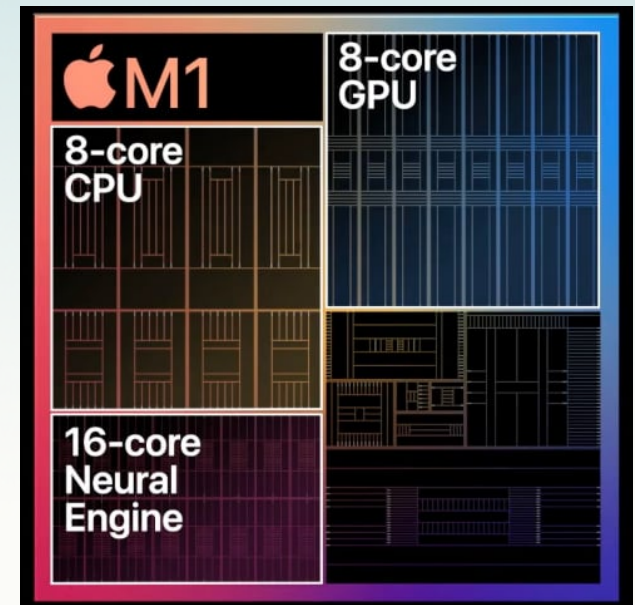 M1
8-core
CPU
16-core
Neural
Engine
8-core
GPU